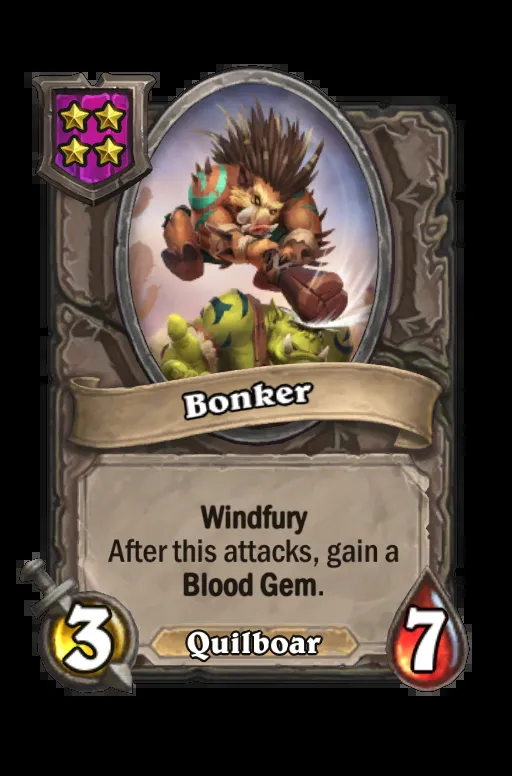 Bonker
Windfury
After this attacks, gain a
Blood Gem.
3
Quilboar
7